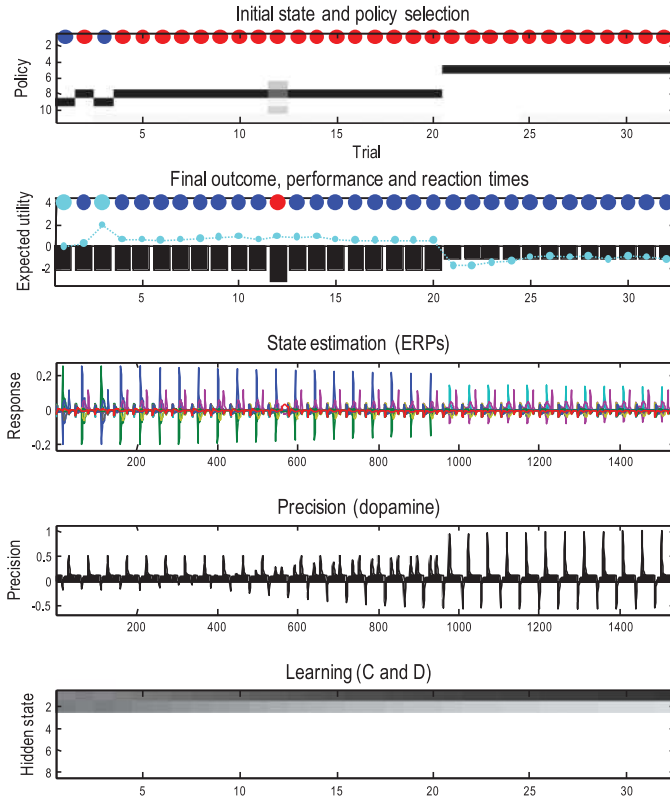 Initial state and policy selection
2
4
6
8
10
Policy
5 10 15 20 25 30
Trial
Final outcome, performance and reaction times
4
2
0
-2
Expected utility
5 10 15 20 25 30
State estimation (ERPs)
0.2
0
-0.2
Response
200 400 600 800 1000 1200 1400
Precision (dopamine)
1
0.5
0
-0.5
Precision
200 400 600 800 1000 1200 1400
Learning (C and D)
2
4
6
8
Hidden state
5 10 15 20 25 30